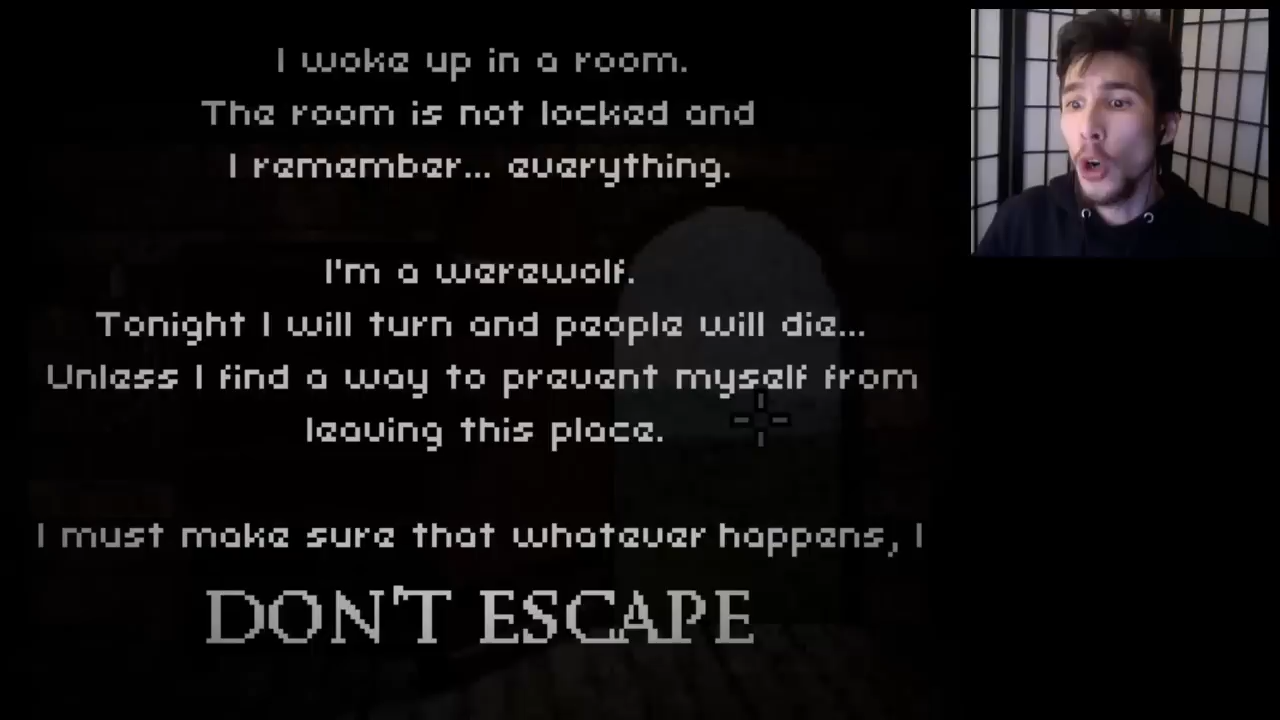 I woke up in a room.
The room is not locked and
I remember... everything.
I'm a werewolf.
Tonight I will turn and people will die...
Unless I find a way to prevent myself from
leaving this place.
I must make sure that whatever happens, I
DON'T ESCAPE